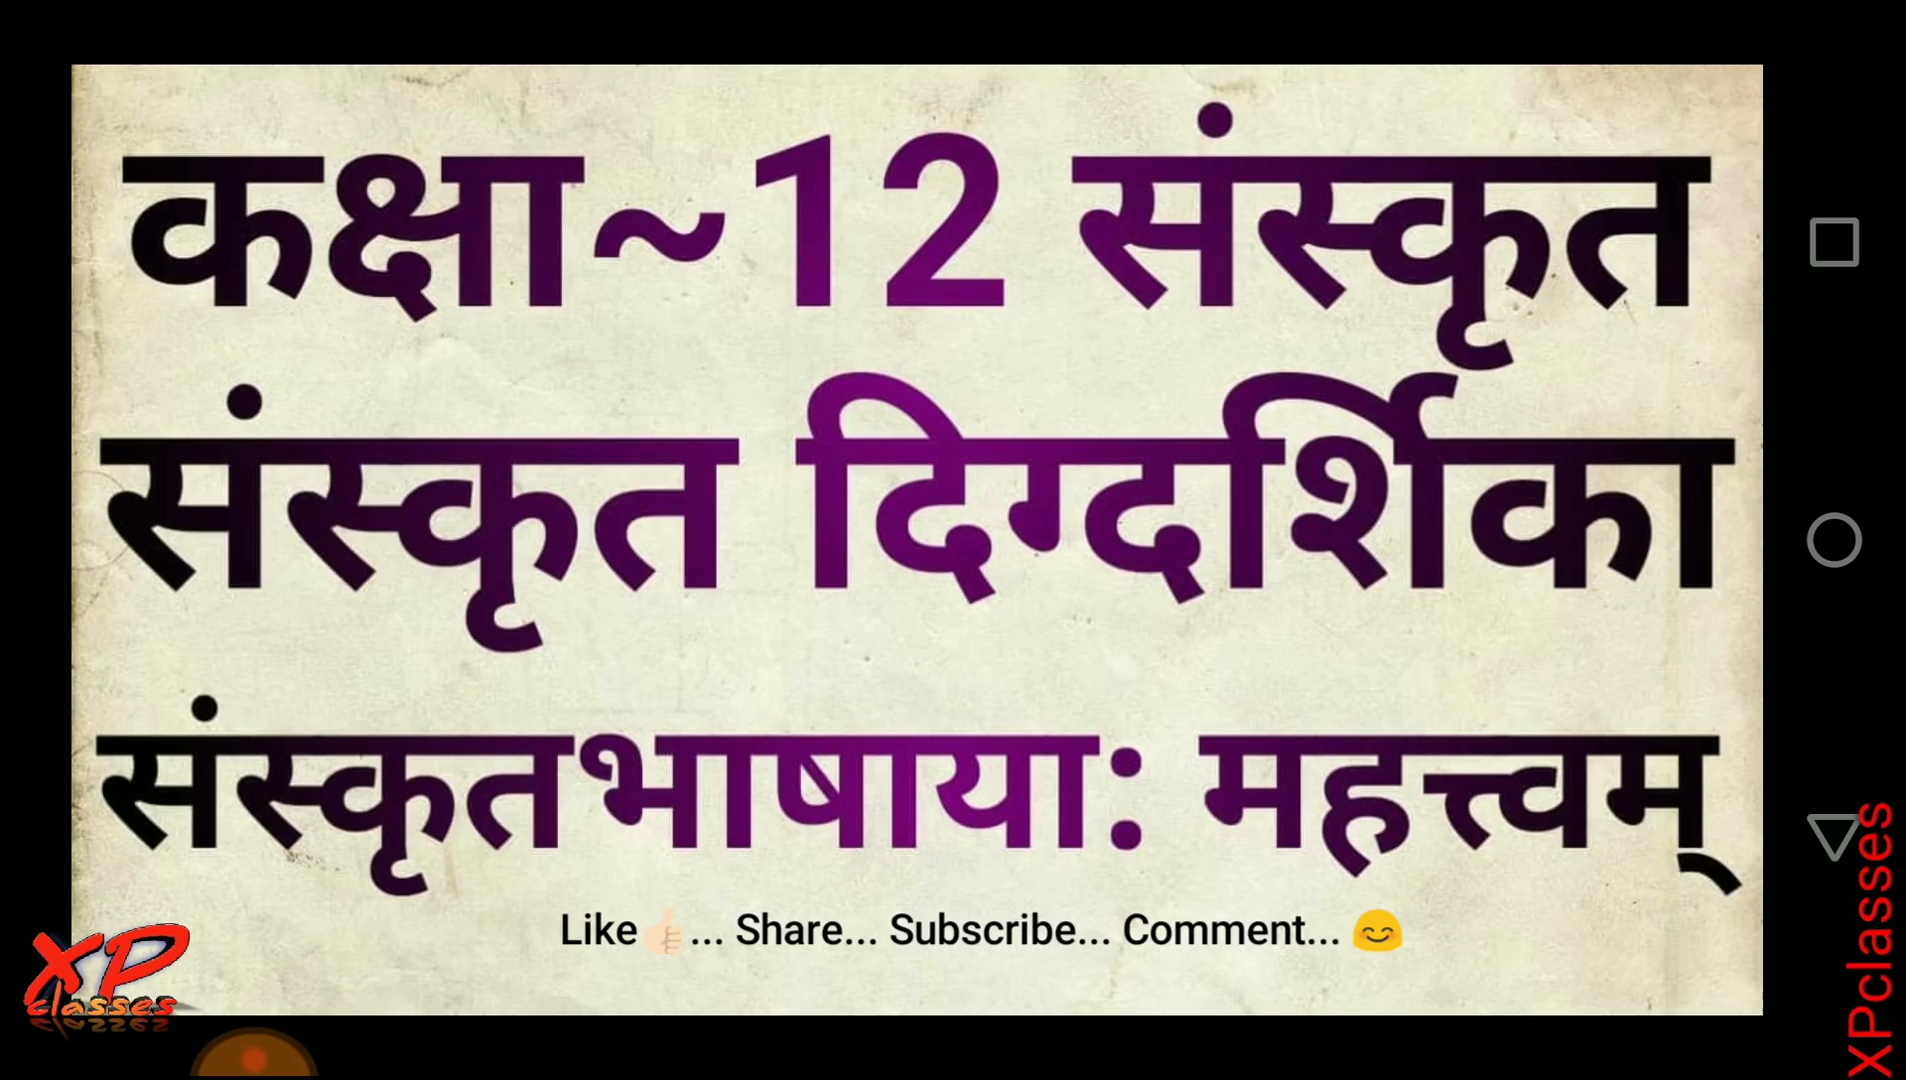 कक्षा~12 संस्कृत
संस्कृत दिग्दर्शिका
संस्कृतभाषाया: महत्त्वम्
Like👍🏻... Share... Subscribe... Comment... 😊
XP
classes
XPclasses